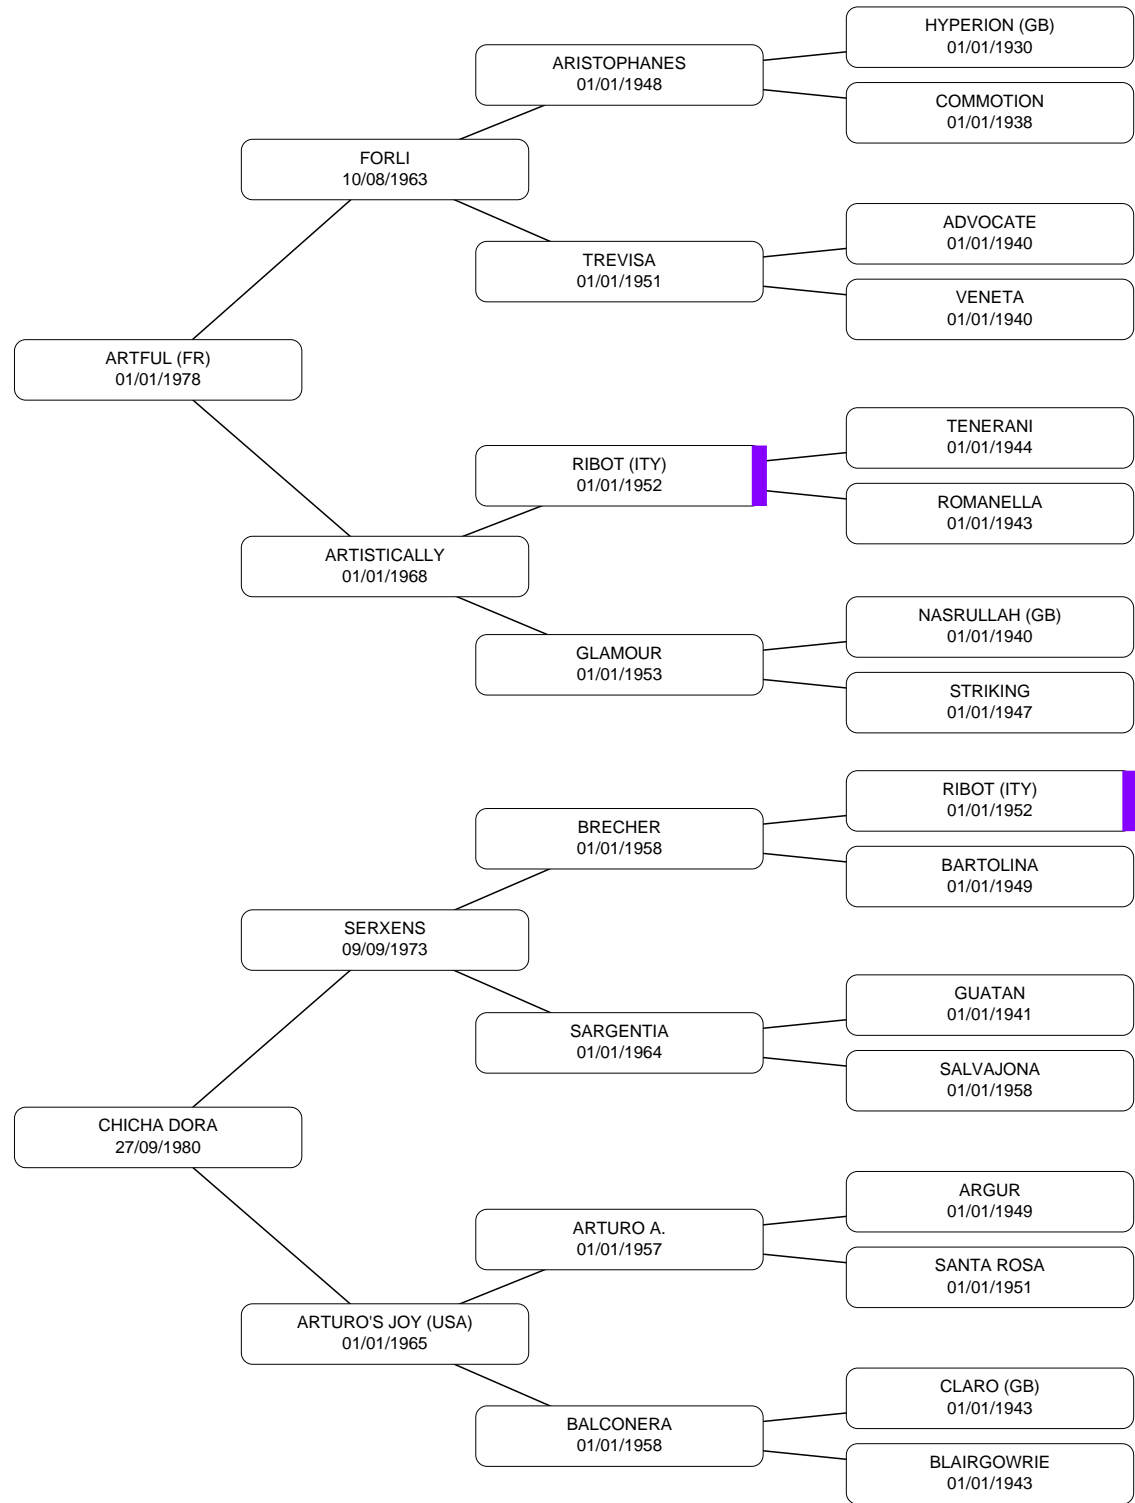 HYPERION (GB)
01/01/1930
ARISTOPHANES
01/01/1948
COMMOTION
01/01/1938
FORLI
10/08/1963
ADVOCATE
01/01/1940
TREVISA
01/01/1951
VENETA
01/01/1940
ARTFUL (FR)
01/01/1978
TENERANI
01/01/1944
RIBOT (ITY)
01/01/1952
ROMANELLA
01/01/1943
ARTISTICALLY
01/01/1968
NASRULLAH (GB)
01/01/1940
GLAMOUR
01/01/1953
STRIKING
01/01/1947
RIBOT (ITY)
01/01/1952
BRECHER
01/01/1958
BARTOLINA
01/01/1949
SERXENS
09/09/1973
GUATAN
01/01/1941
SARGENTIA
01/01/1964
SALVAJONA
01/01/1958
CHICHA DORA
27/09/1980
ARGUR
01/01/1949
ARTURO A.
01/01/1957
SANTA ROSA
01/01/1951
ARTURO'S JOY (USA)
01/01/1965
CLARO (GB)
01/01/1943
BALCONERA
01/01/1958
BLAIRGOWRIE
01/01/1943